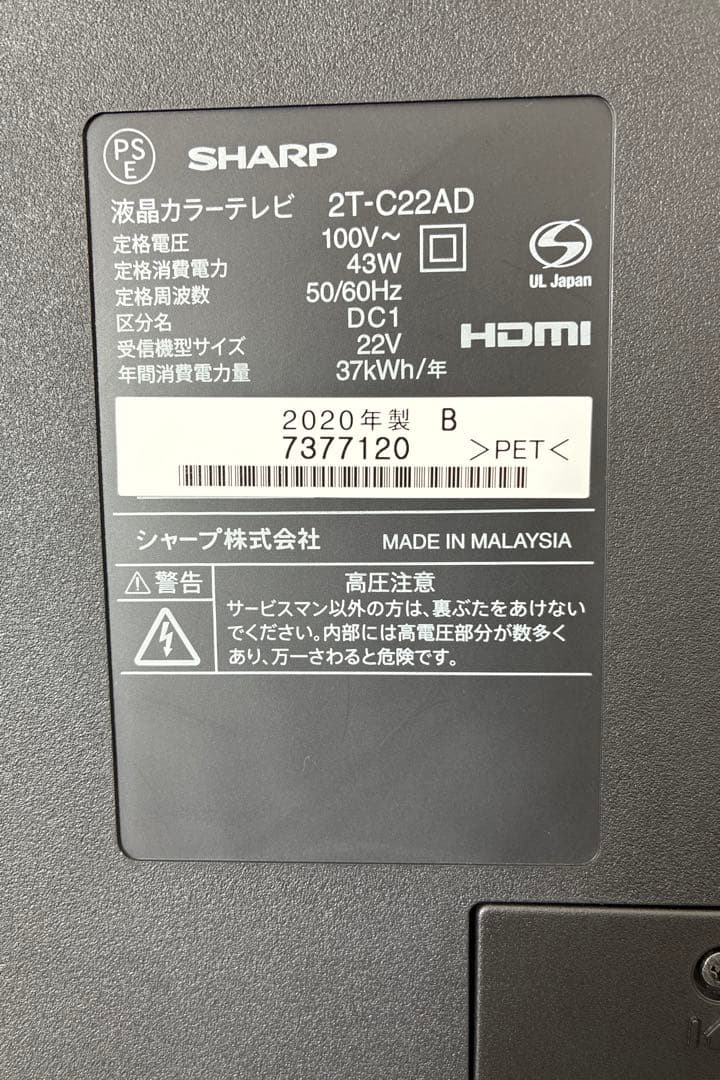 PSE
SHARP
液晶カラーテレビ 2T-C22AD
定格電圧 100V～
定格消費電力 43W
定格周波数 50/60Hz
区分名 DC1
受信機型サイズ 22V
年間消費電力量 37kWh/年
S
UL Japan
HDMI
2020年製 B
7377120 >PET<
シャープ株式会社 MADE IN MALAYSIA
警告
高圧注意
サービスマン以外の方は、裏ぶたをあけない
でください。内部には高電圧部分が数多く
あり、万一さわると危険です。